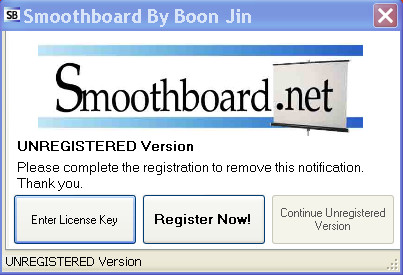 SB Smoothboard By Boon Jin
Smoothboard.net
UNREGISTERED Version
Please complete the registration to remove this notification.
Thank you.
Enter License Key
Register Now!
Continue Unregistered
Version
UNREGISTERED Version